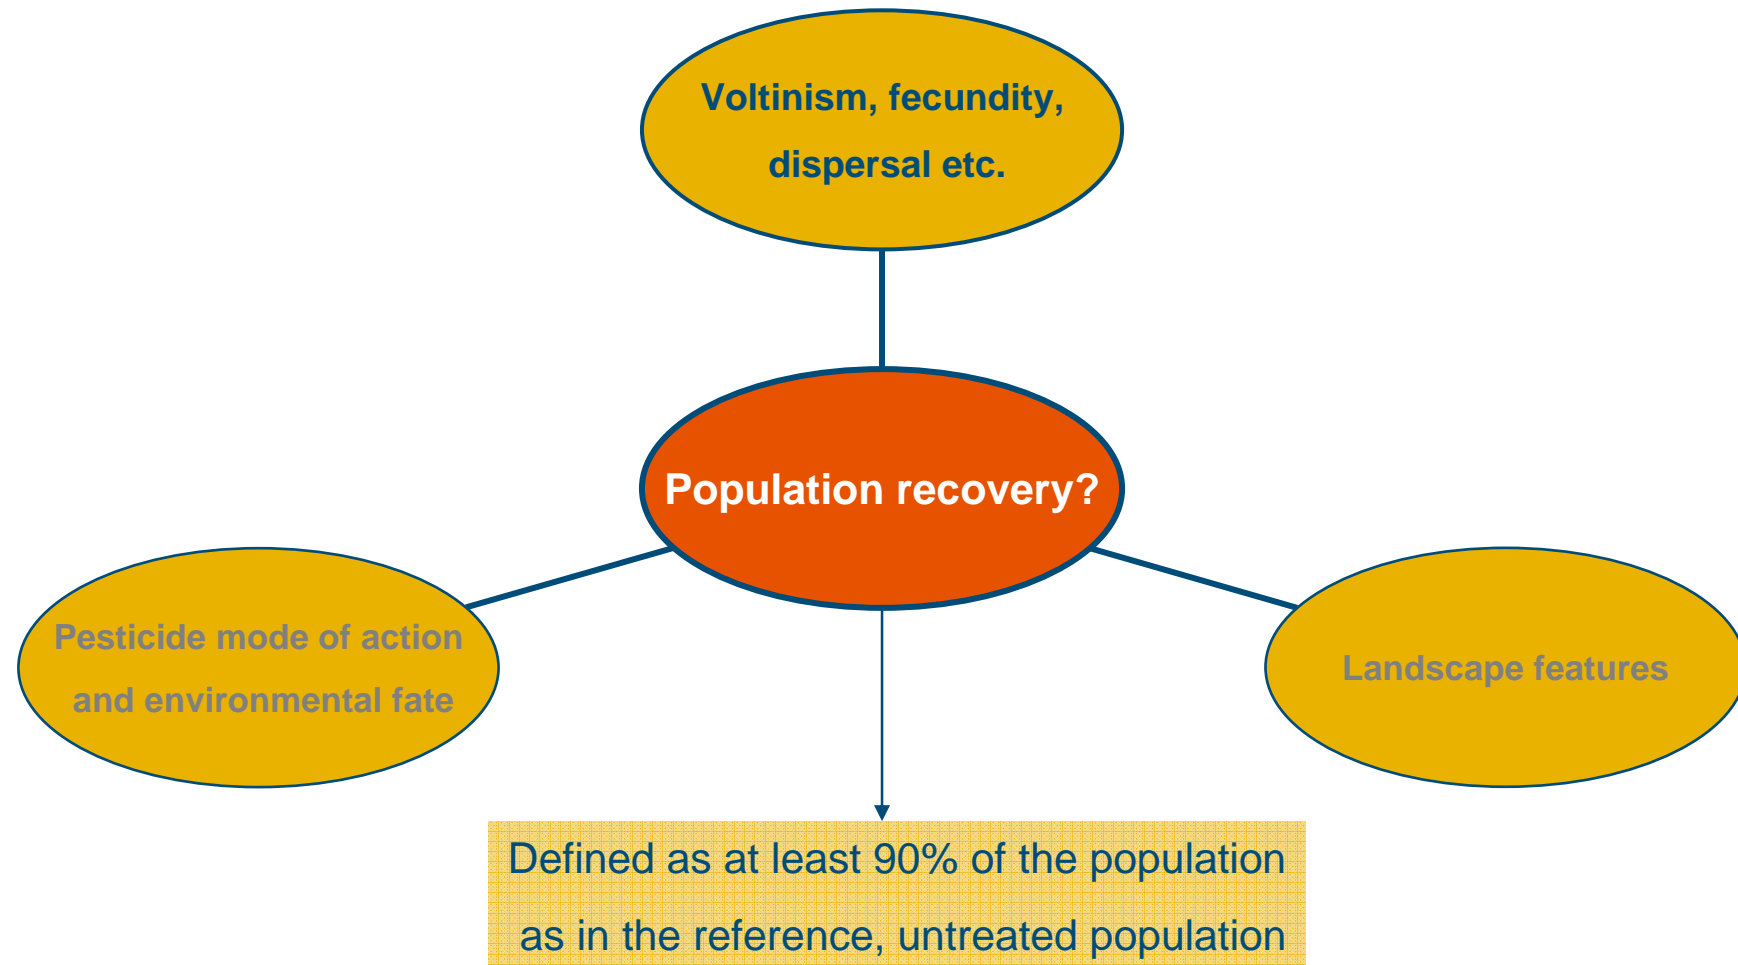 Voltinism, fecundity,
dispersal etc.
Population recovery?
Pesticide mode of action
and environmental fate
Landscape features
Defined as at least 90% of the population
as in the reference, untreated population